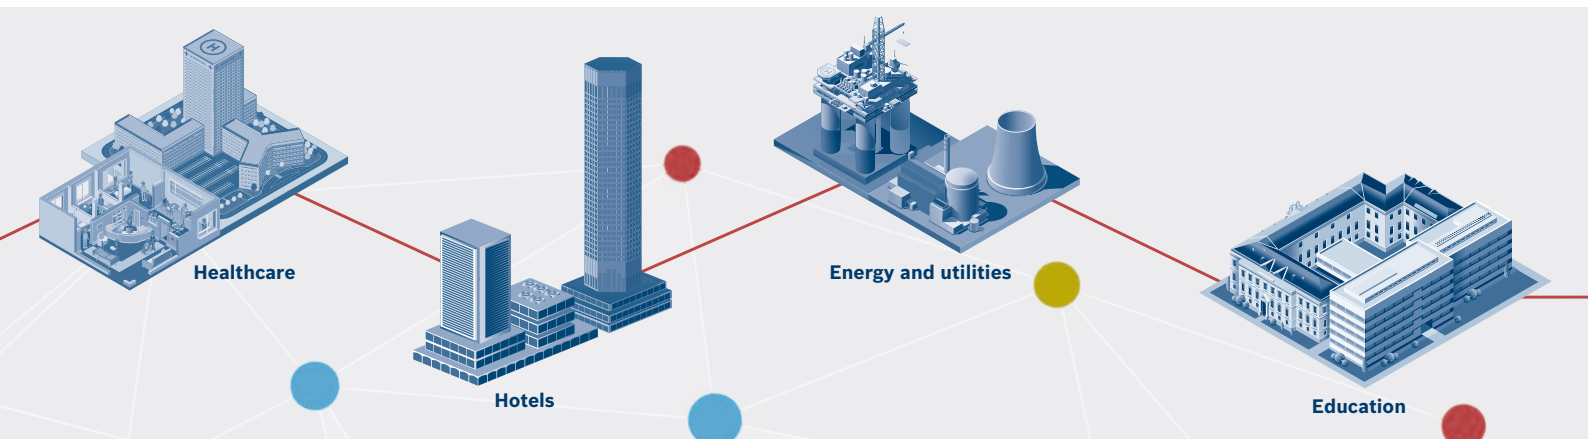 Healthcare
Hotels
Energy and utilities
Education